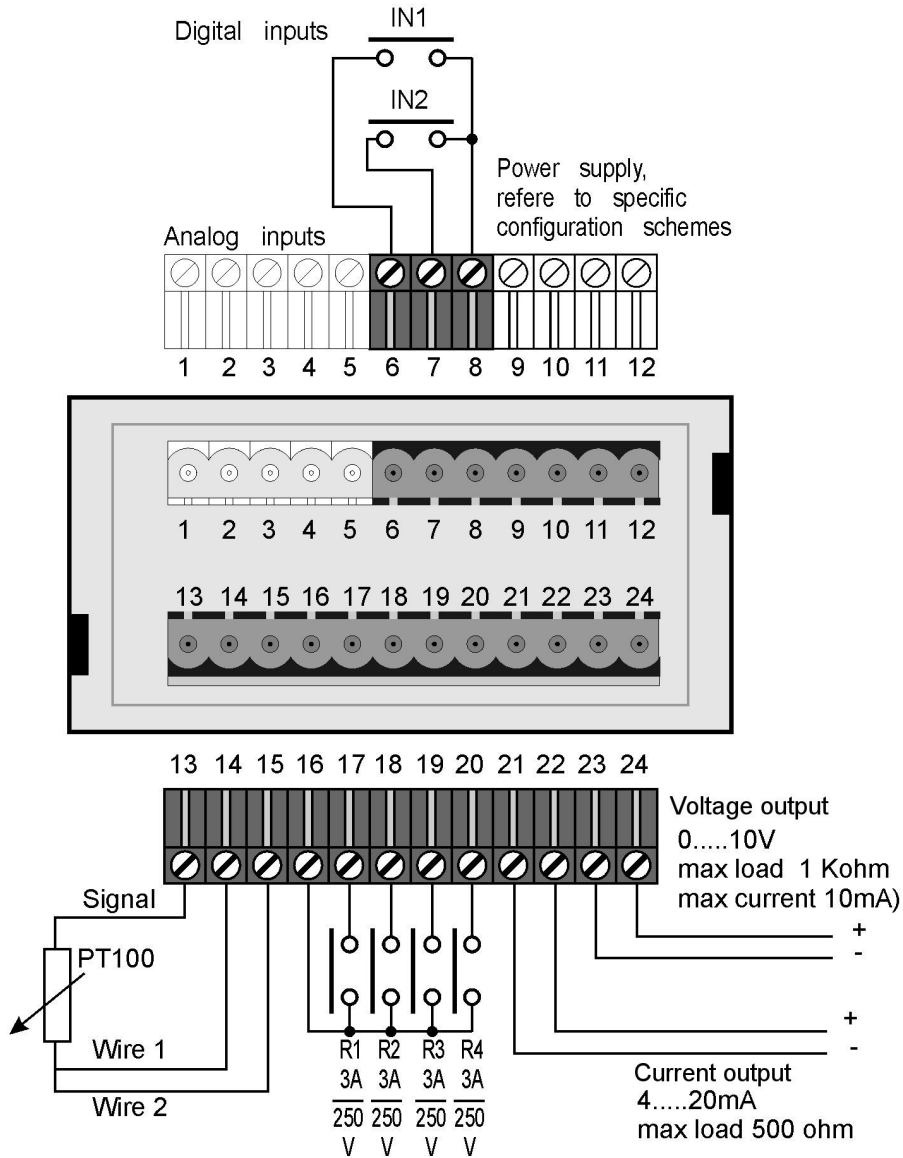 IN1
Digital inputs
IN2
Power supply,
refere to specific
configuration schemes
Analog inputs
1 2 3 4 5 6 7 8 9 10 11 12
1 2 3 4 5 6 7 8 9 10 11 12
13 14 15 16 17 18 19 20 21 22 23 24
13 14 15 16 17 18 19 20 21 22 23 24
Voltage output
0.....10V
max load 1 Kohm
max current 10mA)
+
-
Signal
PT100
Wire 1
Wire 2
R1 R2 R3 R4
3A 3A 3A 3A
250 250 250 250
V V V V
+
-
Current output
4.....20mA
max load 500 ohm